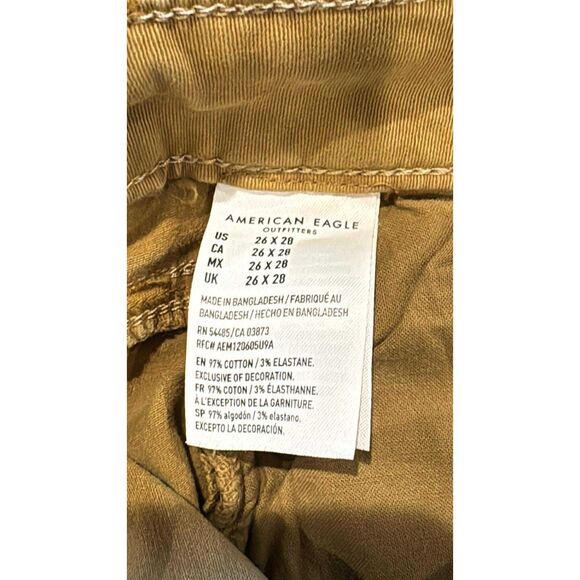 AMERICAN EAGLE
OUTFITTERS
US 26 X 28
CA 26 X 28
MX 26 X 28
UK 26 X 28
MADE IN BANGLADESH / FABRIQUÉ AU
BANGLADESH / HECHO EN BANGLADESH
RN 54485/CA 03873
RFC# AEM120605U9A
EN 97% COTTON / 3% ELASTANE.
EXCLUSIVE OF DECORATION.
FR 97% COTON / 3% ÉLASTHANNE.
À L'EXCEPTION DE LA GARNITURE.
SP 97% algodón / 3% elastano.
EXCEPTO LA DECORACIÓN.